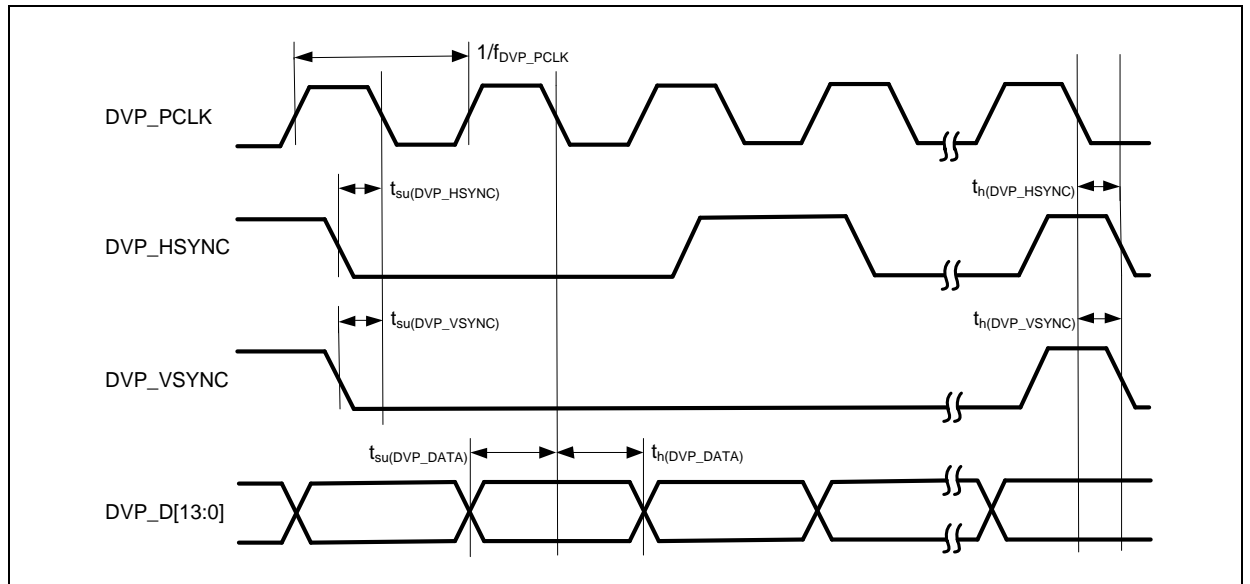 1/fDVP_PCLK
DVP_PCLK
tsu(DVP_HSYNC)
th(DVP_HSYNC)
DVP_HSYNC
tsu(DVP_VSYNC)
th(DVP_VSYNC)
DVP_VSYNC
tsu(DVP_DATA)
th(DVP_DATA)
DVP_D[13:0]